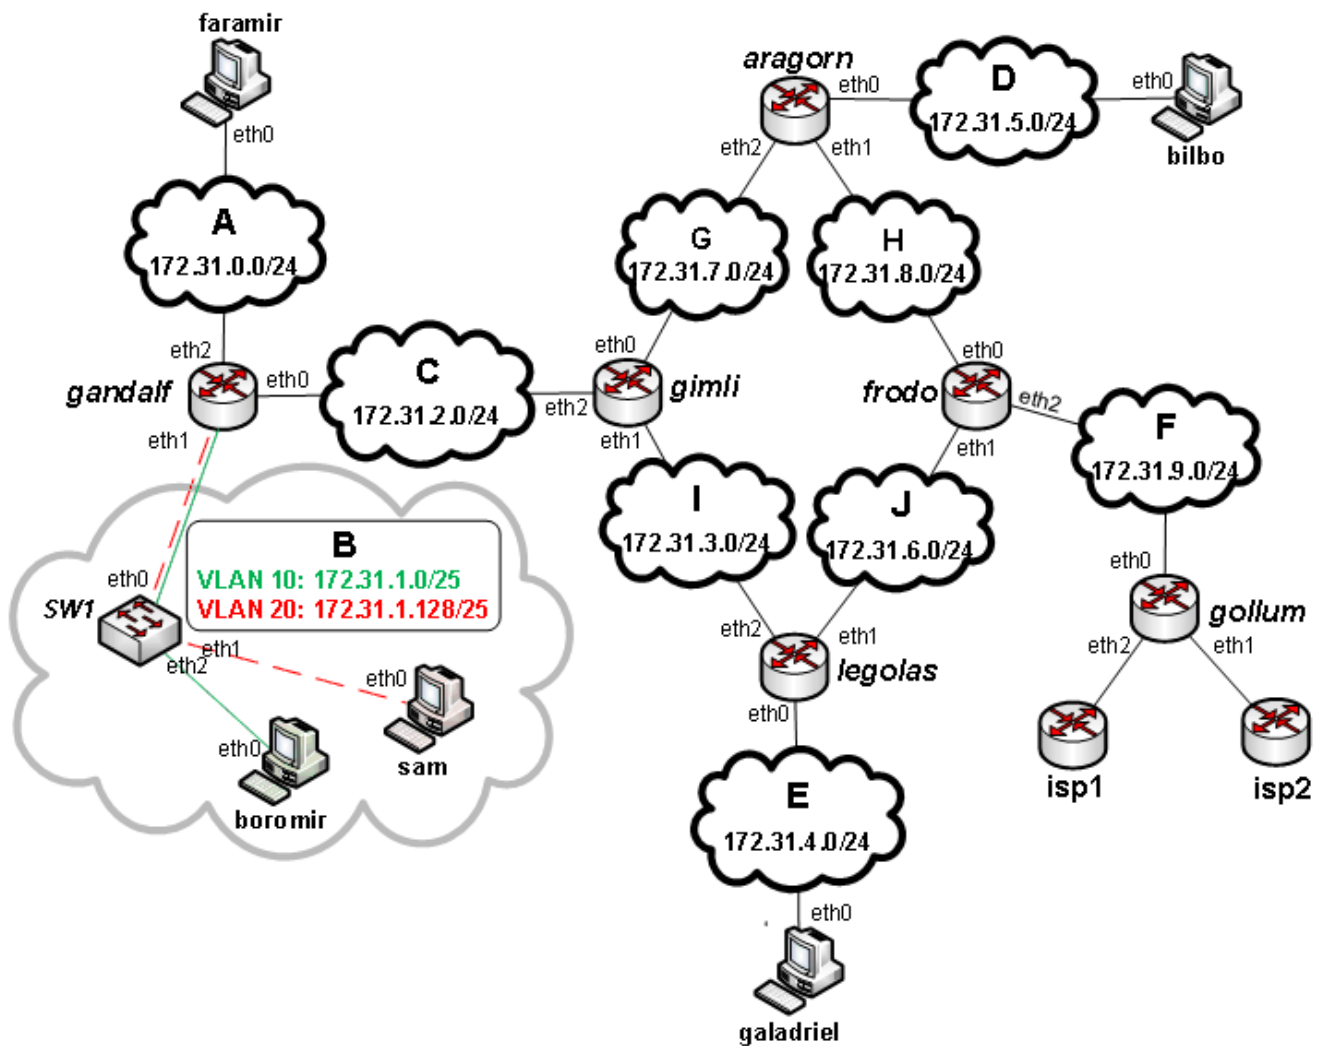 faramir
eth0
A
172.31.0.0/24
eth2
gandalf
eth0
eth1
C
172.31.2.0/24
eth2
gimli
eth0
eth1
G
172.31.7.0/24
aragorn
eth0
eth2
eth1
D
172.31.5.0/24
eth0
bilbo
H
172.31.8.0/24
eth0
frodo
eth2
eth1
F
172.31.9.0/24
eth0
gollum
eth2
eth1
isp1
isp2
B
VLAN 10: 172.31.1.0/25
VLAN 20: 172.31.1.128/25
eth0
SW1
eth1
eth2
eth0
sam
eth0
boromir
I
172.31.3.0/24
J
172.31.6.0/24
eth2
eth1
legolas
eth0
E
172.31.4.0/24
eth0
galadriel